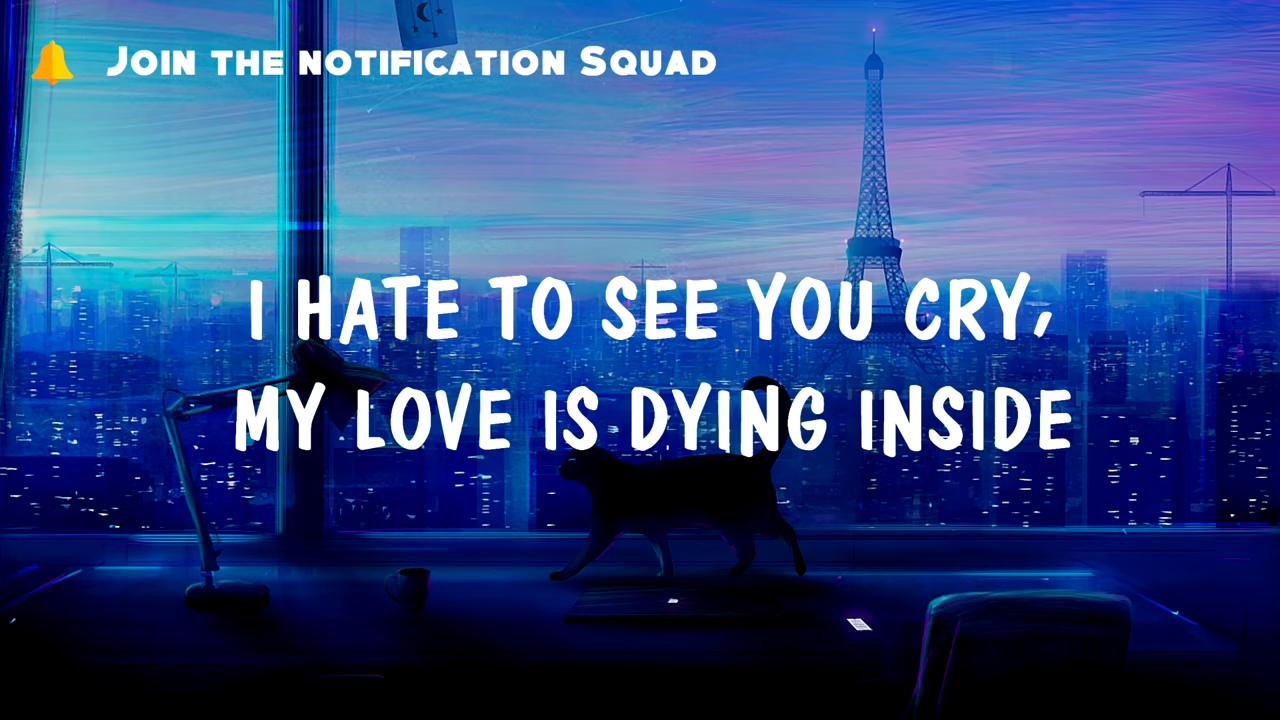 Join the notification Squad
I HATE TO SEE YOU CRY,
MY LOVE IS DYING INSIDE